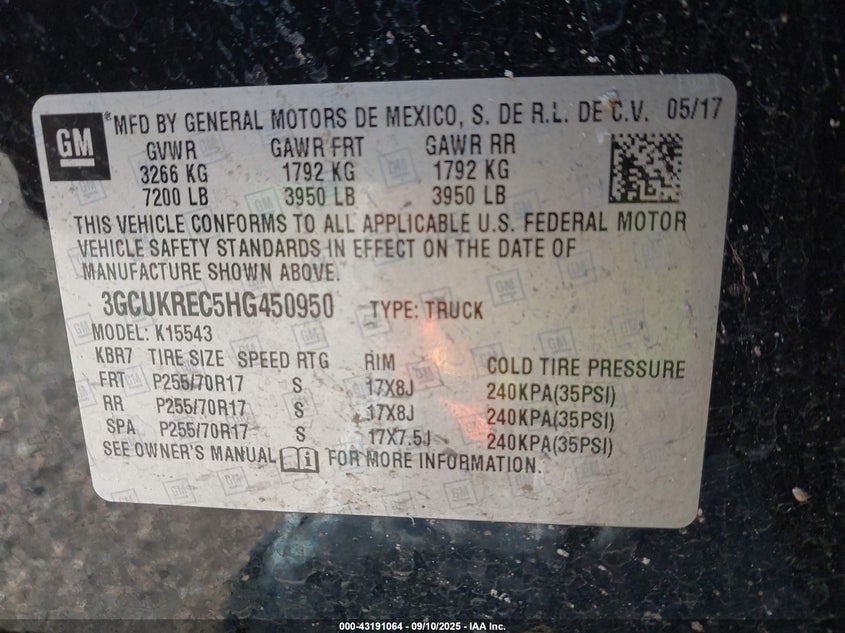 GM ® MFD BY GENERAL MOTORS DE MEXICO, S. DE R.L. DE C.V. 05/17
GVWR GAWR FRT GAWR RR
3266 KG 1792 KG 1792 KG
7200 LB 3950 LB 3950 LB
THIS VEHICLE CONFORMS TO ALL APPLICABLE U.S. FEDERAL MOTOR
VEHICLE SAFETY STANDARDS IN EFFECT ON THE DATE OF
MANUFACTURE SHOWN ABOVE.
3GCUKREC5HG450950 TYPE: TRUCK
MODEL: K15543
KBR7 TIRE SIZE SPEED RTG RIM COLD TIRE PRESSURE
FRT P255/70R17 S 17X8J 240KPA(35PSI)
RR P255/70R17 S 17X8J 240KPA(35PSI)
SPA P255/70R17 S 17X7.5J 240KPA(35PSI)
SEE OWNER'S MANUAL FOR MORE INFORMATION.
000-43191064 - 09/10/2025 - IAA Inc.